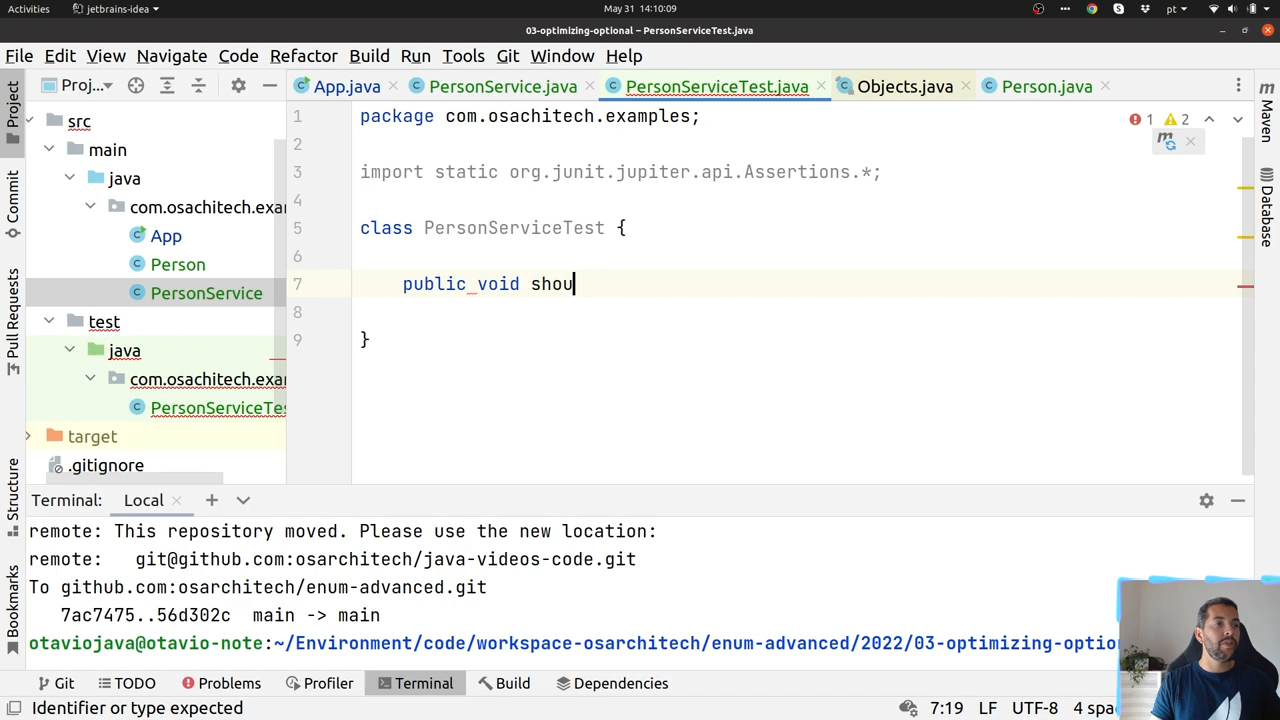 Activities
jetbrains-idea
May 31 14:10:09
pt
03-optimizing-optional – PersonServiceTest.java
File Edit View Navigate Code Refactor Build Run Tools Git Window Help
Proj...
App.java
PersonService.java
PersonServiceTest.java
Objects.java
Person.java
Project
Commit
Pull Requests
Structure
Bookmarks
src
main
java
com.osachitech.exa
App
Person
PersonService
test
java
com.osachitech.exa
PersonServiceTes
target
.gitignore
1 package com.osachitech.examples;
2
3 import static org.junit.jupiter.api.Assertions.*;
4
5 class PersonServiceTest {
6
7 public void shou
8
9 }
1 2
Maven
Database
Terminal: Local
remote: This repository moved. Please use the new location:
remote:   git@github.com:osarchitech/java-videos-code.git
To github.com:osarchitech/enum-advanced.git
7ac7475..56d302c  main -> main
otaviojava@otavio-note:~/Environment/code/workspace-osarchitech/enum-advanced/2022/03-optimizing-optio
Git TODO Problems Profiler Terminal Build Dependencies
Identifier or type expected
7:19 LF UTF-8 4 spac